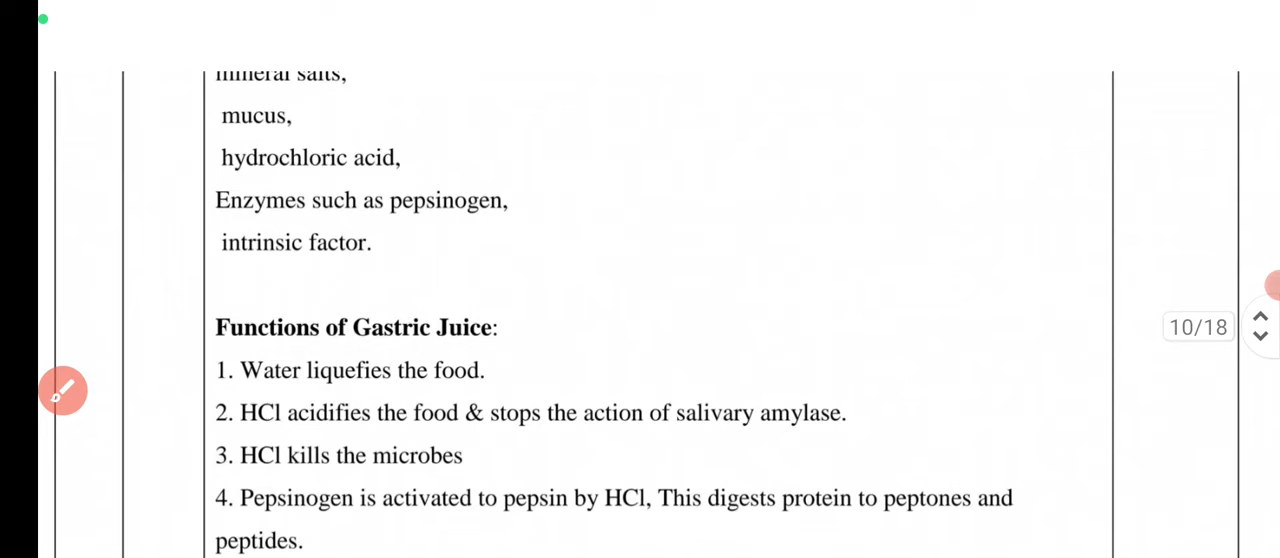 mineral salts,
mucus,
hydrochloric acid,
Enzymes such as pepsinogen,
intrinsic factor.
Functions of Gastric Juice:
1. Water liquefies the food.
10/18
2. HCl acidifies the food & stops the action of salivary amylase.
3. HCl kills the microbes
4. Pepsinogen is activated to pepsin by HCl, This digests protein to peptones and
peptides.